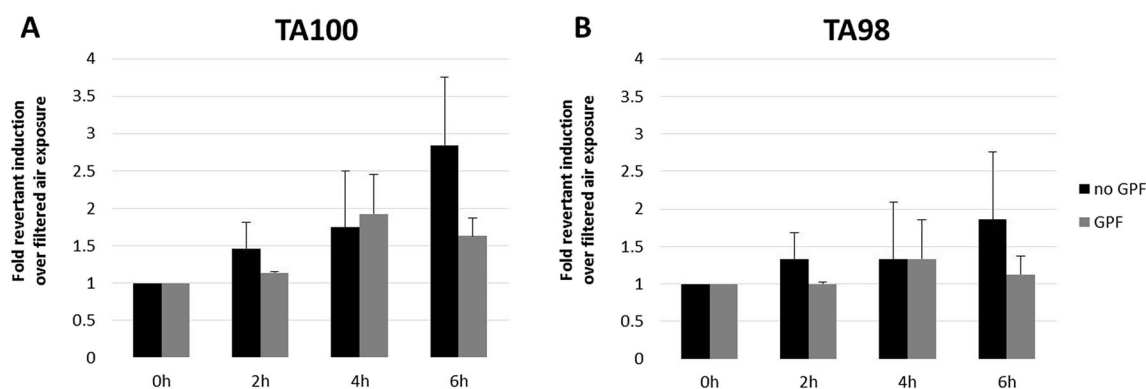 A
TA100
Fold revertant induction
over filtered air exposure
4
3.5
3
2.5
2
1.5
1
0.5
0
0h
2h
4h
6h
B
TA98
Fold revertant induction
over filtered air exposure
4
3.5
3
2.5
2
1.5
1
0.5
0
0h
2h
4h
6h
no GPF
GPF